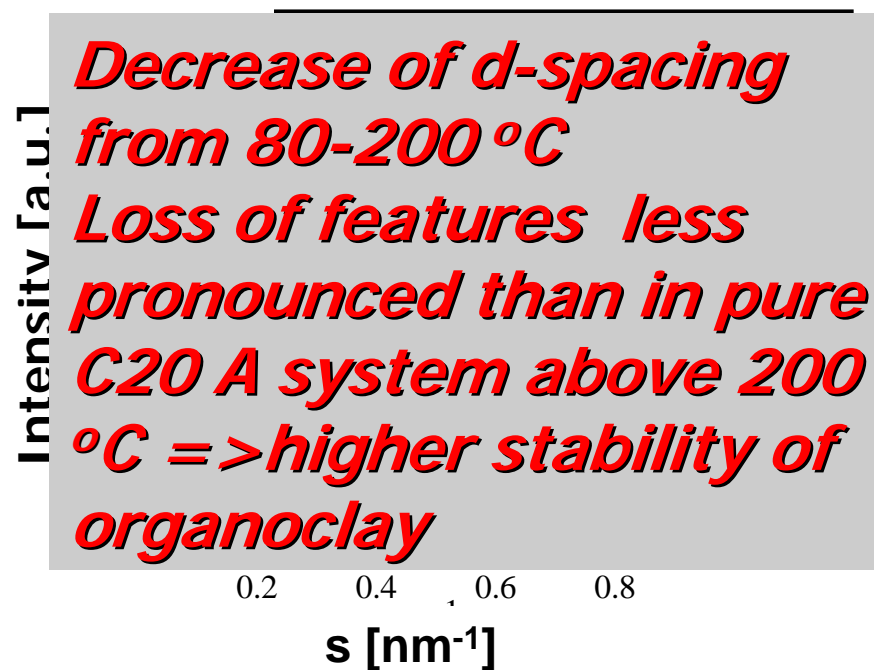 Decrease of d-spacing
from 80-200 ºC
Loss of features less
pronounced than in pure
C20 A system above 200
ºC =>higher stability of
organoclay
Intensity [a.u.]
0.2 0.4 0.6 0.8
s [nm-1]